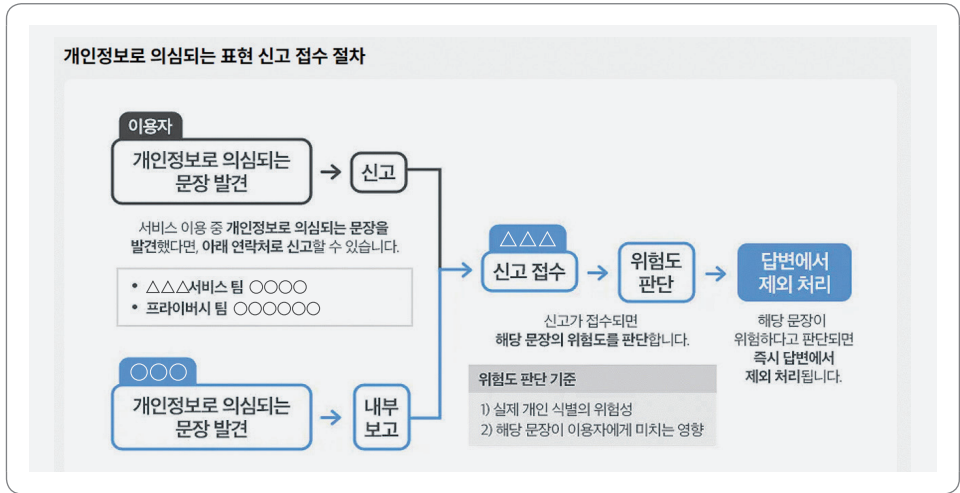 개인정보로 의심되는 표현 신고 접수 절차
이용자
개인정보로 의심되는
문장 발견
신고
서비스 이용 중 개인정보로 의심되는 문장을
발견했다면, 아래 연락처로 신고할 수 있습니다.
• △△△서비스 팀 ○○○○
• 프라이버시 팀 ○○○○○○
○○○
개인정보로 의심되는
문장 발견
내부
보고
△△△
신고 접수
위험도
판단
답변에서
제외 처리
신고가 접수되면
해당 문장의 위험도를 판단합니다.
위험도 판단 기준
1) 실제 개인 식별의 위험성
2) 해당 문장이 이용자에게 미치는 영향
해당 문장이
위험하다고 판단되면
즉시 답변에서
제외 처리됩니다.